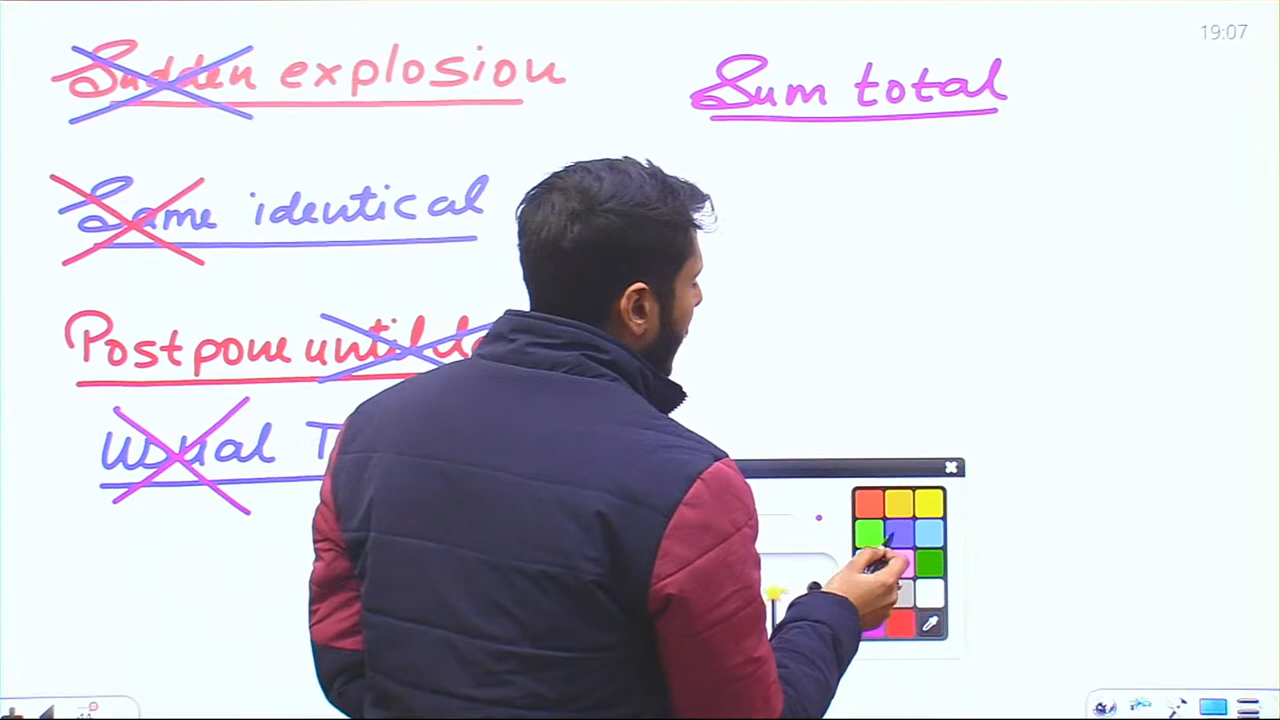 Sudden explosion
Same identical
Postpone until
Usual
Sum total
19:07